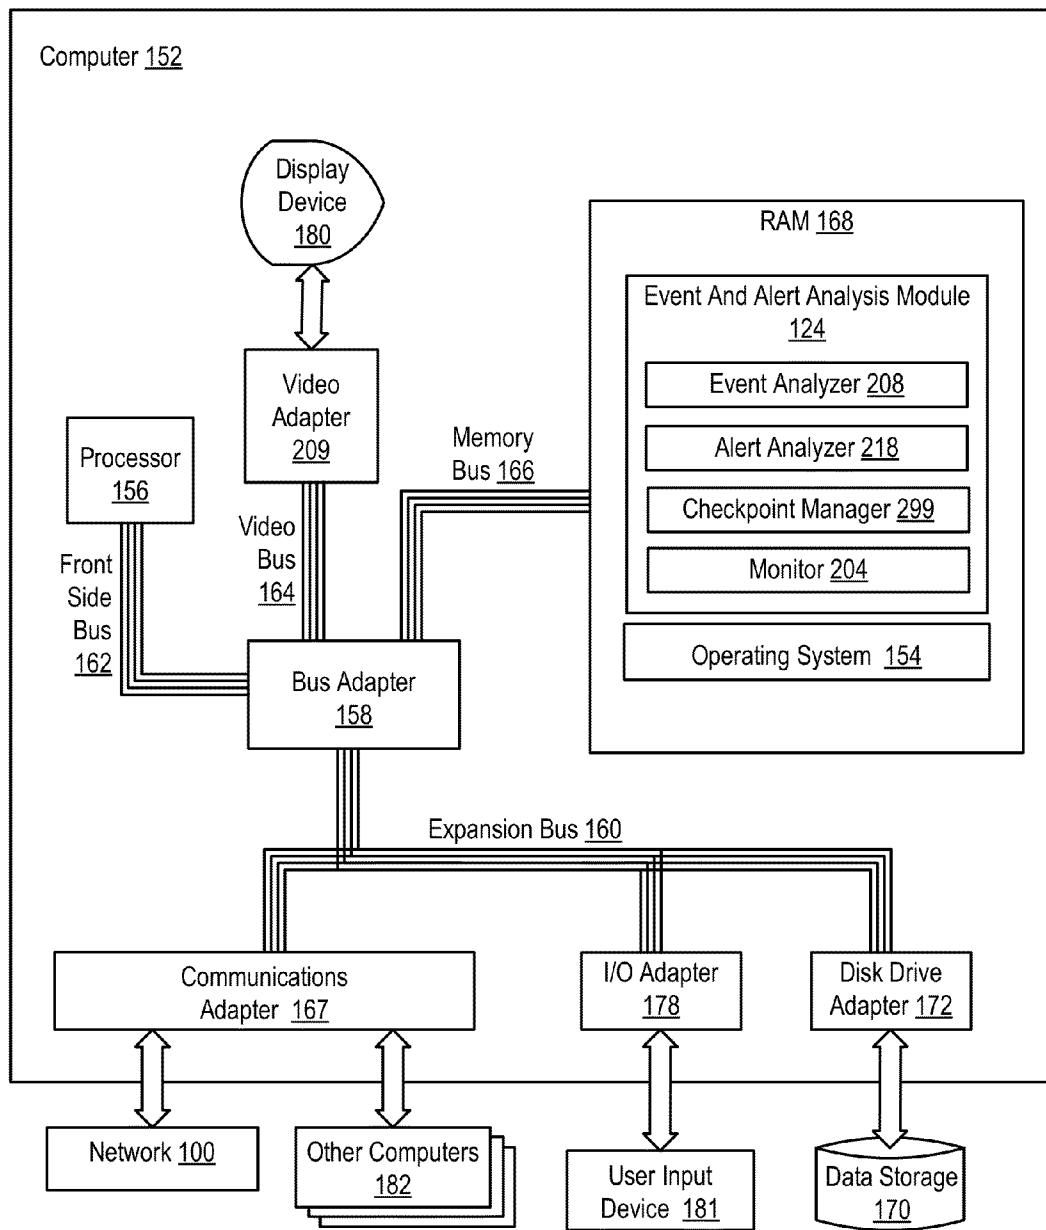 Computer 152
Display
Device
180
RAM 168
Event And Alert Analysis Module
124
Event Analyzer 208
Alert Analyzer 218
Checkpoint Manager 299
Monitor 204
Operating System 154
Video
Adapter
209
Processor
156
Memory
Bus 166
Video
Bus
164
Front
Side
Bus
162
Bus Adapter
158
Expansion Bus 160
Communications
Adapter 167
I/O Adapter
178
Disk Drive
Adapter 172
Network 100
Other Computers
182
User Input
Device 181
Data Storage
170